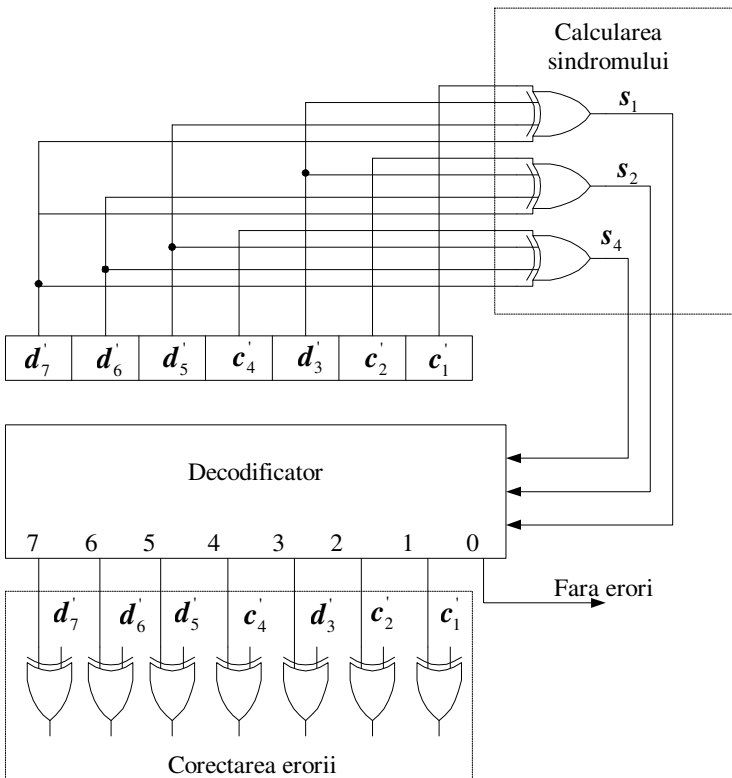 Calcularea
sindromului
s₁
s₂
s₄
d'₇ d'₆ d'₅ c'₄ d'₃ c'₂ c'₁
Decodificator
7 6 5 4 3 2 1 0
Fara erori
d'₇ d'₆ d'₅ c'₄ d'₃ c'₂ c'₁
Corectarea erorii